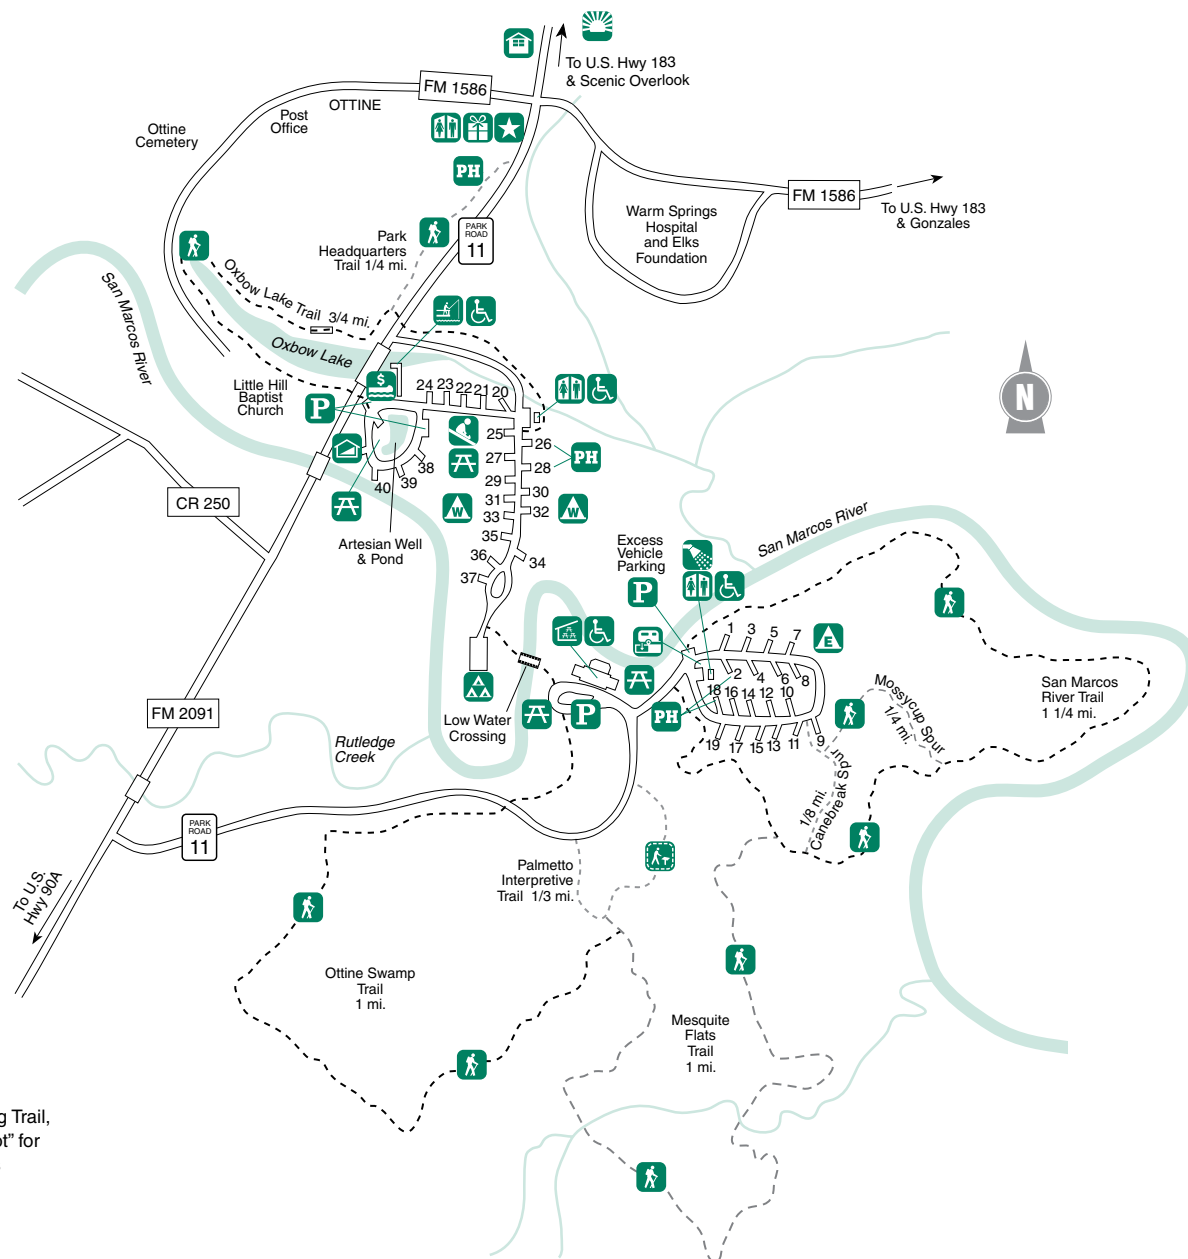 To U.S. Hwy 183
& Scenic Overlook
FM 1586
OTTINE
Post
Office
Ottine
Cemetery
PH
FM 1586
To U.S. Hwy 183
& Gonzales
Warm Springs
Hospital
and Elks
Foundation
Park
Headquarters
Trail 1/4 mi.
PARK
ROAD
11
San Marcos River
Oxbow Lake Trail 3/4 mi.
Oxbow Lake
$
Little Hill
Baptist
Church
P
24 23 22 21 20
25
26
27
28
29
30
31
32
33
34
35
36
37
38
39
40
PH
W
W
N
CR 250
Artesian Well
& Pond
San Marcos River
Excess
Vehicle
Parking
P
1 3 5 7
E
2 4 6 8
18 16 14 12 10
19 17 15 13 11 9
PH
P
Low Water
Crossing
San Marcos
River Trail
1 1/4 mi.
Mossycup Spur
1/4 mi.
Canebreak Spur
1/8 mi.
FM 2091
Rutledge
Creek
PARK
ROAD
11
To U.S.
Hwy 90A
Palmetto
Interpretive
Trail 1/3 mi.
Ottine Swamp
Trail
1 mi.
Mesquite
Flats
Trail
1 mi.
g Trail,
ot” for